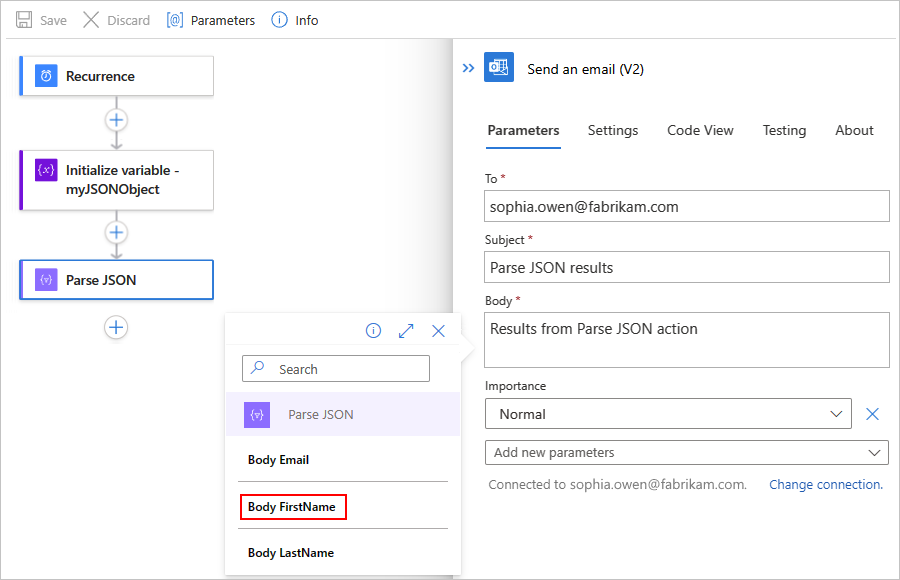 Save Discard [@] Parameters Info
Recurrence
{x} Initialize variable -
myJSONObject
Parse JSON
Search
Parse JSON
Body Email
Body FirstName
Body LastName
Send an email (V2)
Parameters Settings Code View Testing About
To *
sophia.owen@fabrikam.com
Subject *
Parse JSON results
Body *
Results from Parse JSON action
Importance
Normal
Add new parameters
Connected to sophia.owen@fabrikam.com. Change connection.